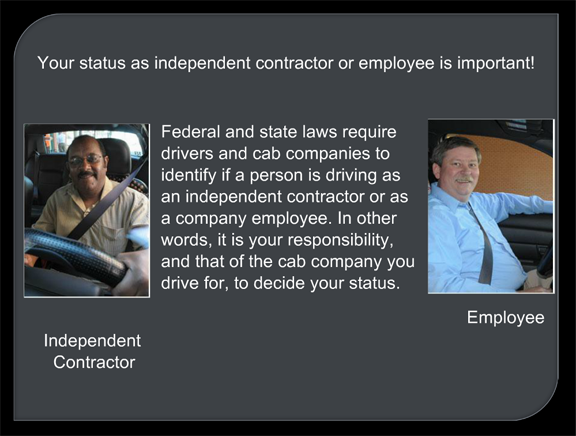 Your status as independent contractor or employee is important!
Federal and state laws require
drivers and cab companies to
identify if a person is driving as
an independent contractor or as
a company employee. In other
words, it is your responsibility,
and that of the cab company you
drive for, to decide your status.
Employee
Independent
Contractor